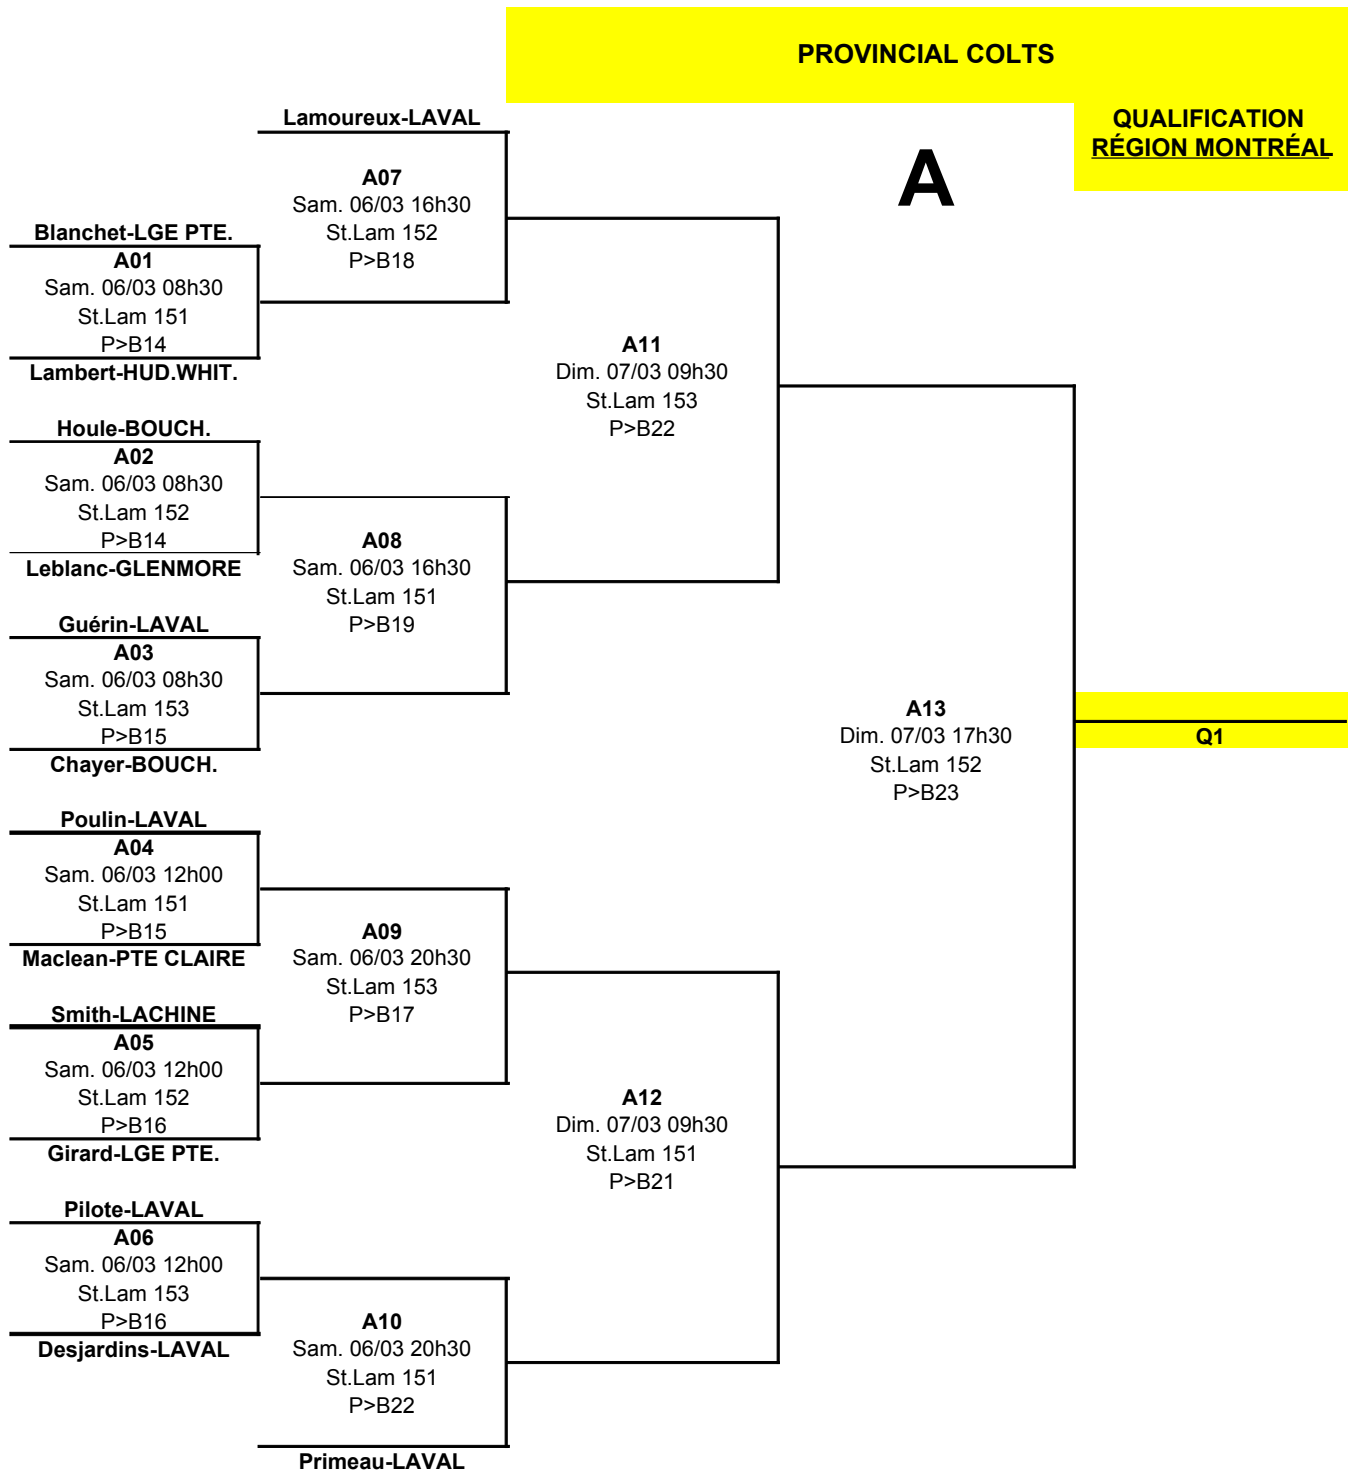 PROVINCIAL COLTS
QUALIFICATION
RÉGION MONTRÉAL
A
Lamoureux-LAVAL
A07
Sam. 06/03 16h30
St.Lam 152
P>B18
Blanchet-LGE PTE.
A01
Sam. 06/03 08h30
St.Lam 151
P>B14
Lambert-HUD.WHIT.
A11
Dim. 07/03 09h30
St.Lam 153
P>B22
Houle-BOUCH.
A02
Sam. 06/03 08h30
St.Lam 152
P>B14
Leblanc-GLENMORE
A08
Sam. 06/03 16h30
St.Lam 151
P>B19
Guérin-LAVAL
A03
Sam. 06/03 08h30
St.Lam 153
P>B15
Chayer-BOUCH.
A13
Dim. 07/03 17h30
St.Lam 152
P>B23
Q1
Poulin-LAVAL
A04
Sam. 06/03 12h00
St.Lam 151
P>B15
Maclean-PTE CLAIRE
A09
Sam. 06/03 20h30
St.Lam 153
P>B17
Smith-LACHINE
A05
Sam. 06/03 12h00
St.Lam 152
P>B16
Girard-LGE PTE.
A12
Dim. 07/03 09h30
St.Lam 151
P>B21
Pilote-LAVAL
A06
Sam. 06/03 12h00
St.Lam 153
P>B16
Desjardins-LAVAL
A10
Sam. 06/03 20h30
St.Lam 151
P>B22
Primeau-LAVAL